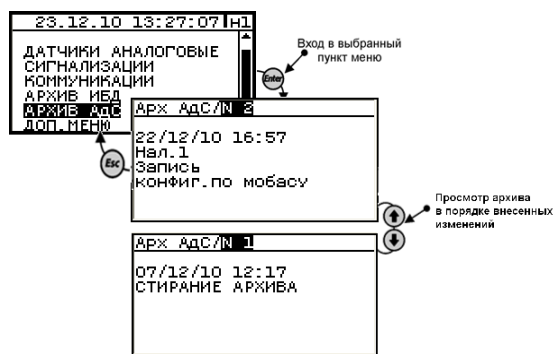 23.12.10 13:27:07 Н1
ДАТЧИКИ АНАЛОГОВЫЕ
СИГНАЛИЗАЦИИ
КОММУНИКАЦИИ
АРХИВ ИБД
АРХИВ АдС
ДОП.МЕНЮ
Enter
Вход в выбранный
пункт меню
Esc
Арх АдС/N 2
22/12/10 16:57
Нал.1
Запись
конфиг.по мобасу
Просмотр архива
в порядке внесенных
изменений
Арх АдС/N 1
07/12/10 12:17
СТИРАНИЕ АРХИВА